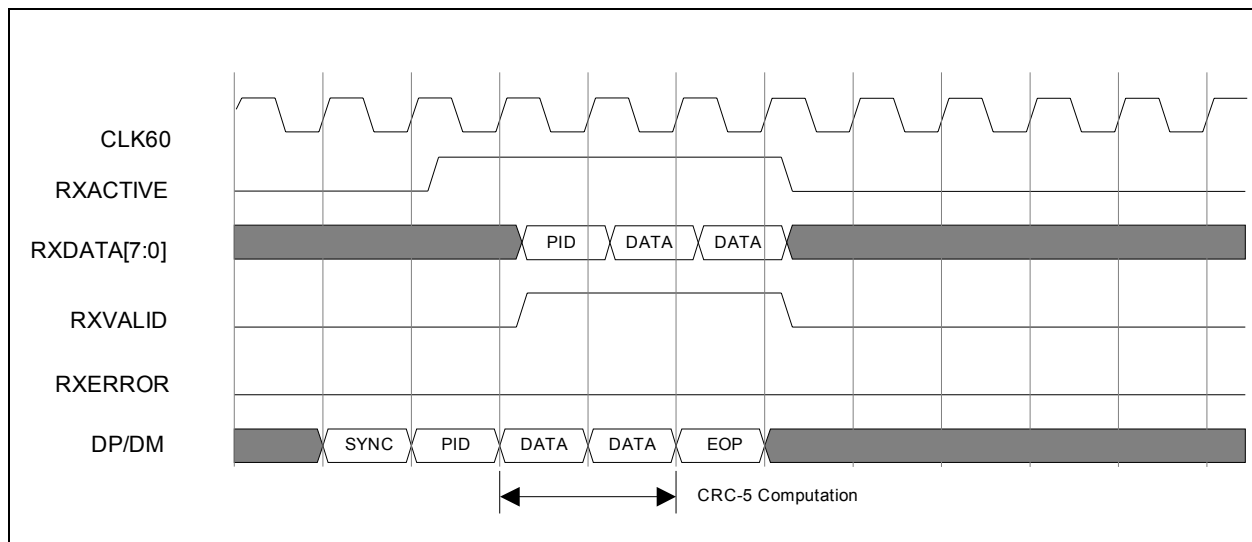 CLK60
RXACTIVE
RXDATA[7:0] PID DATA DATA
RXVALID
RXERROR
DP/DM SYNC PID DATA DATA EOP
CRC-5 Computation